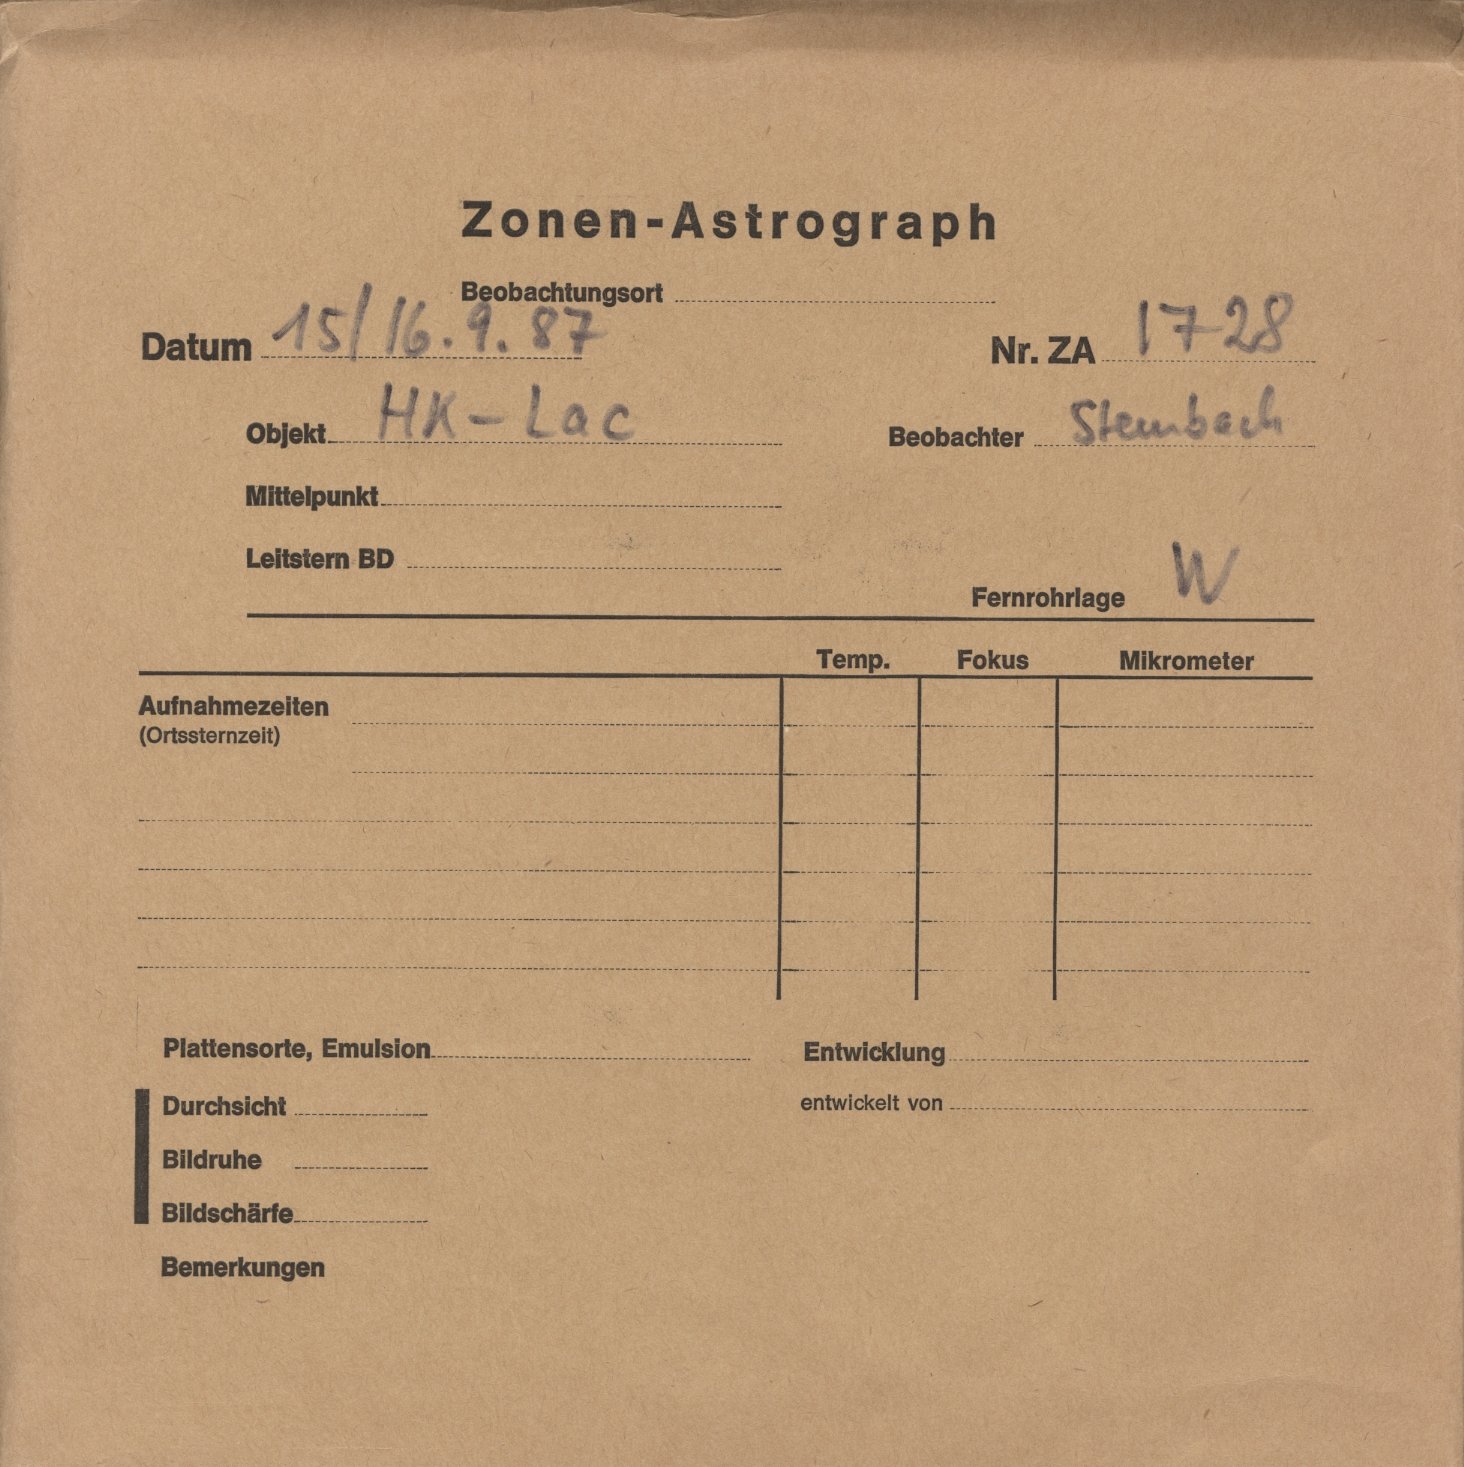 Zonen-Astrograph
Beobachtungsort
Datum 15/16.9.87 Nr. ZA 1728
Objekt HK-Lac Beobachter Steinbach
Mittelpunkt
Leitstern BD
Fernrohrlage W
Temp. Fokus Mikrometer
Aufnahmezeiten
(Ortssternzeit)
Plattensorte, Emulsion Entwicklung
Durchsicht entwickelt von
Bildruhe
Bildschärfe
Bemerkungen